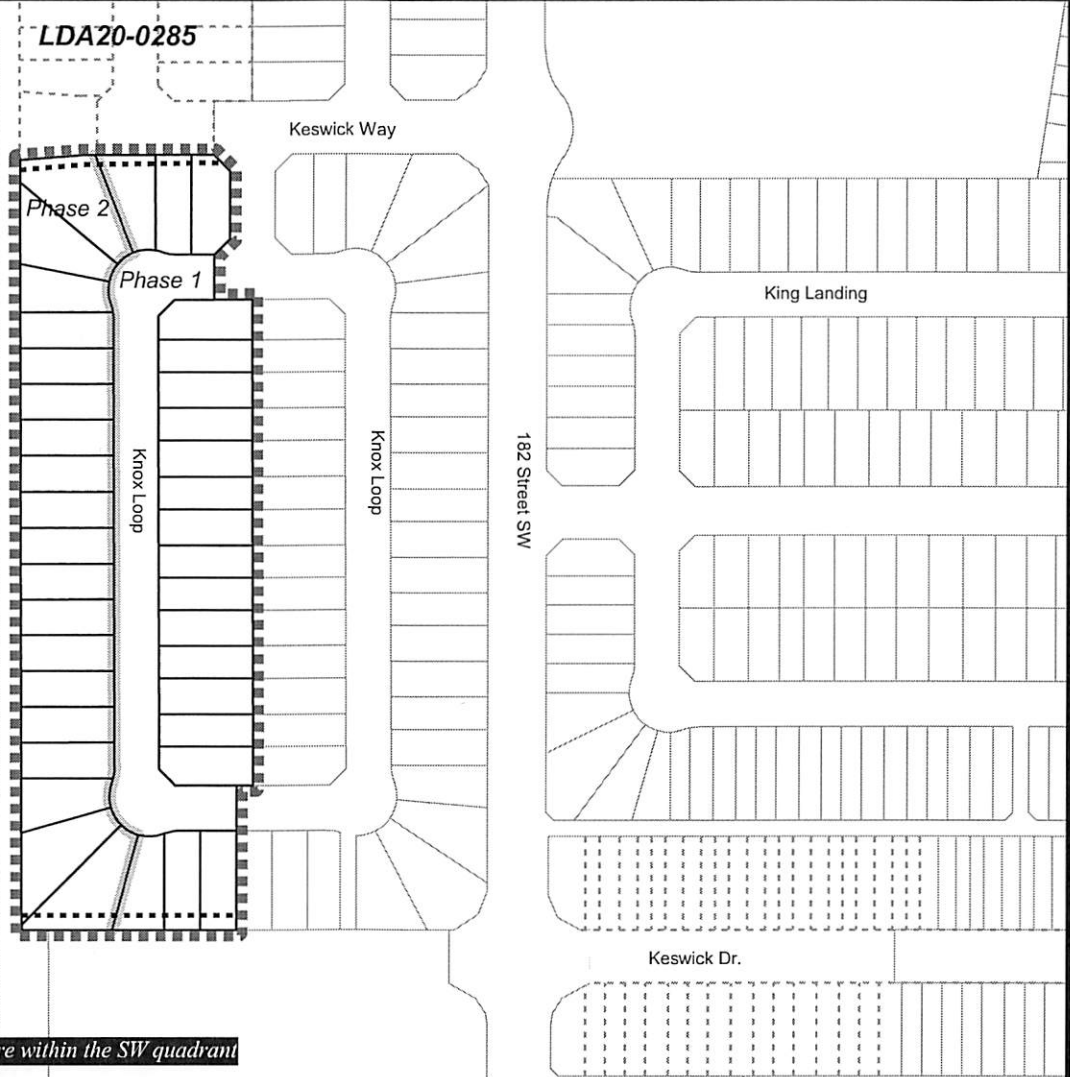 LDA20-0285
Keswick Way
Phase 2
Phase 1
King Landing
Knox Loop
Knox Loop
182 Street SW
Keswick Dr.
within the SW quadrant